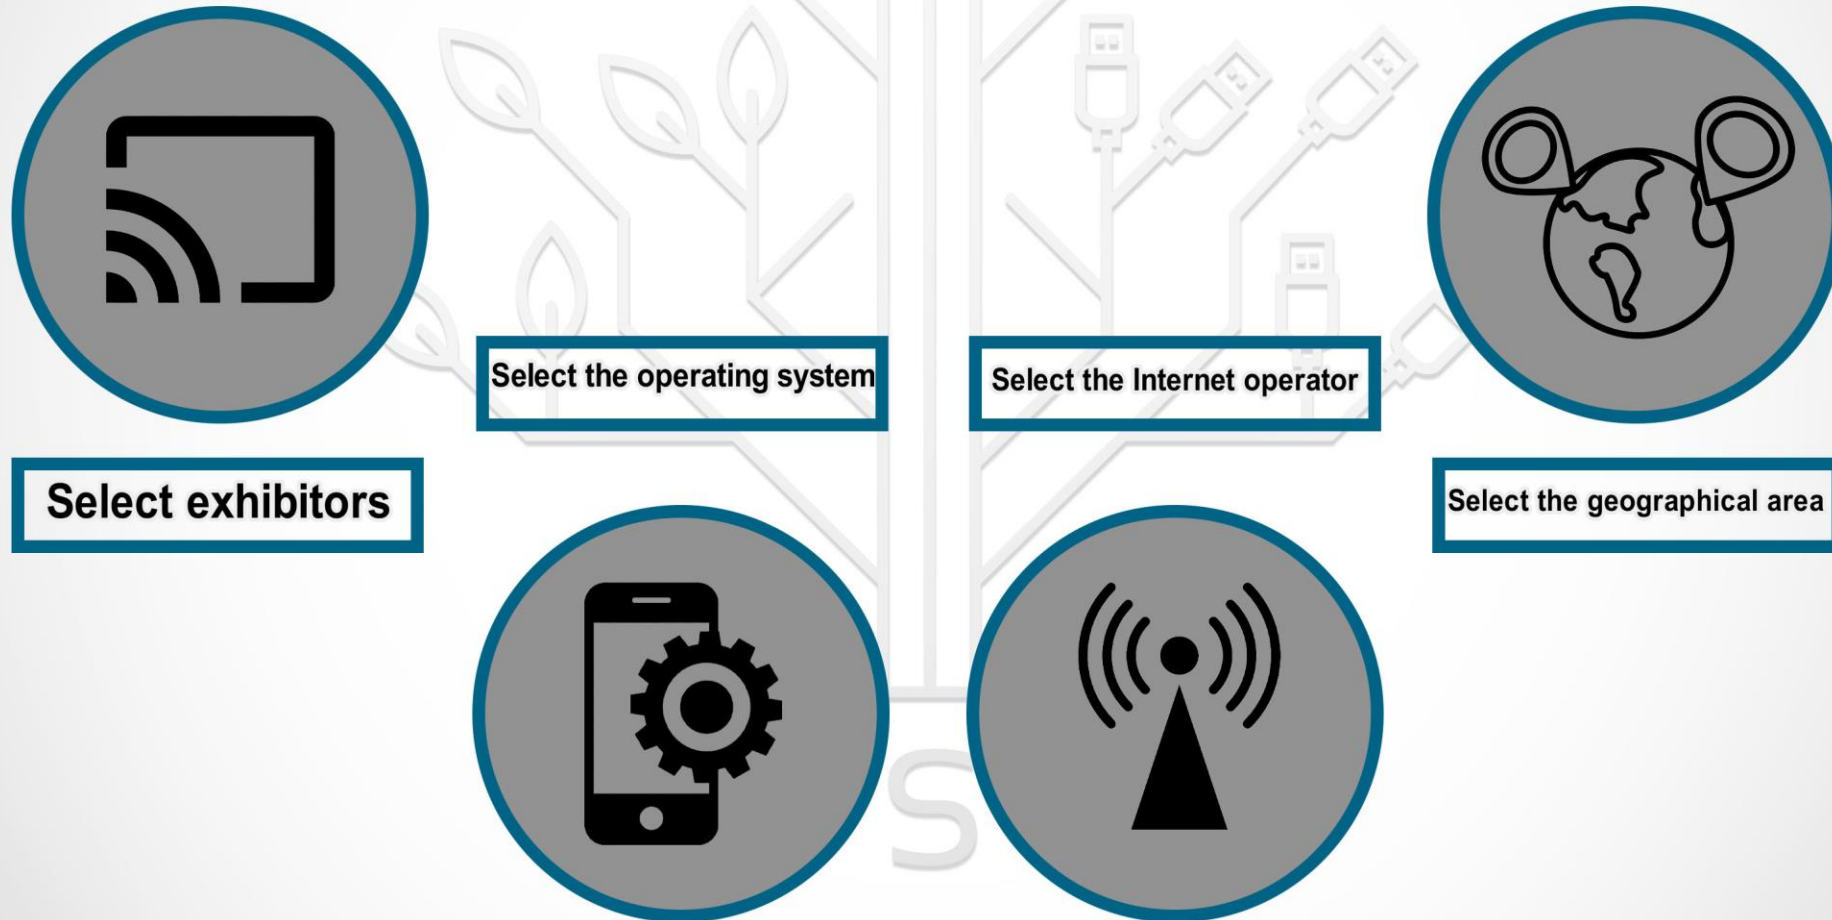 Select the operating system
Select the Internet operator
Select exhibitors
Select the geographical area
S